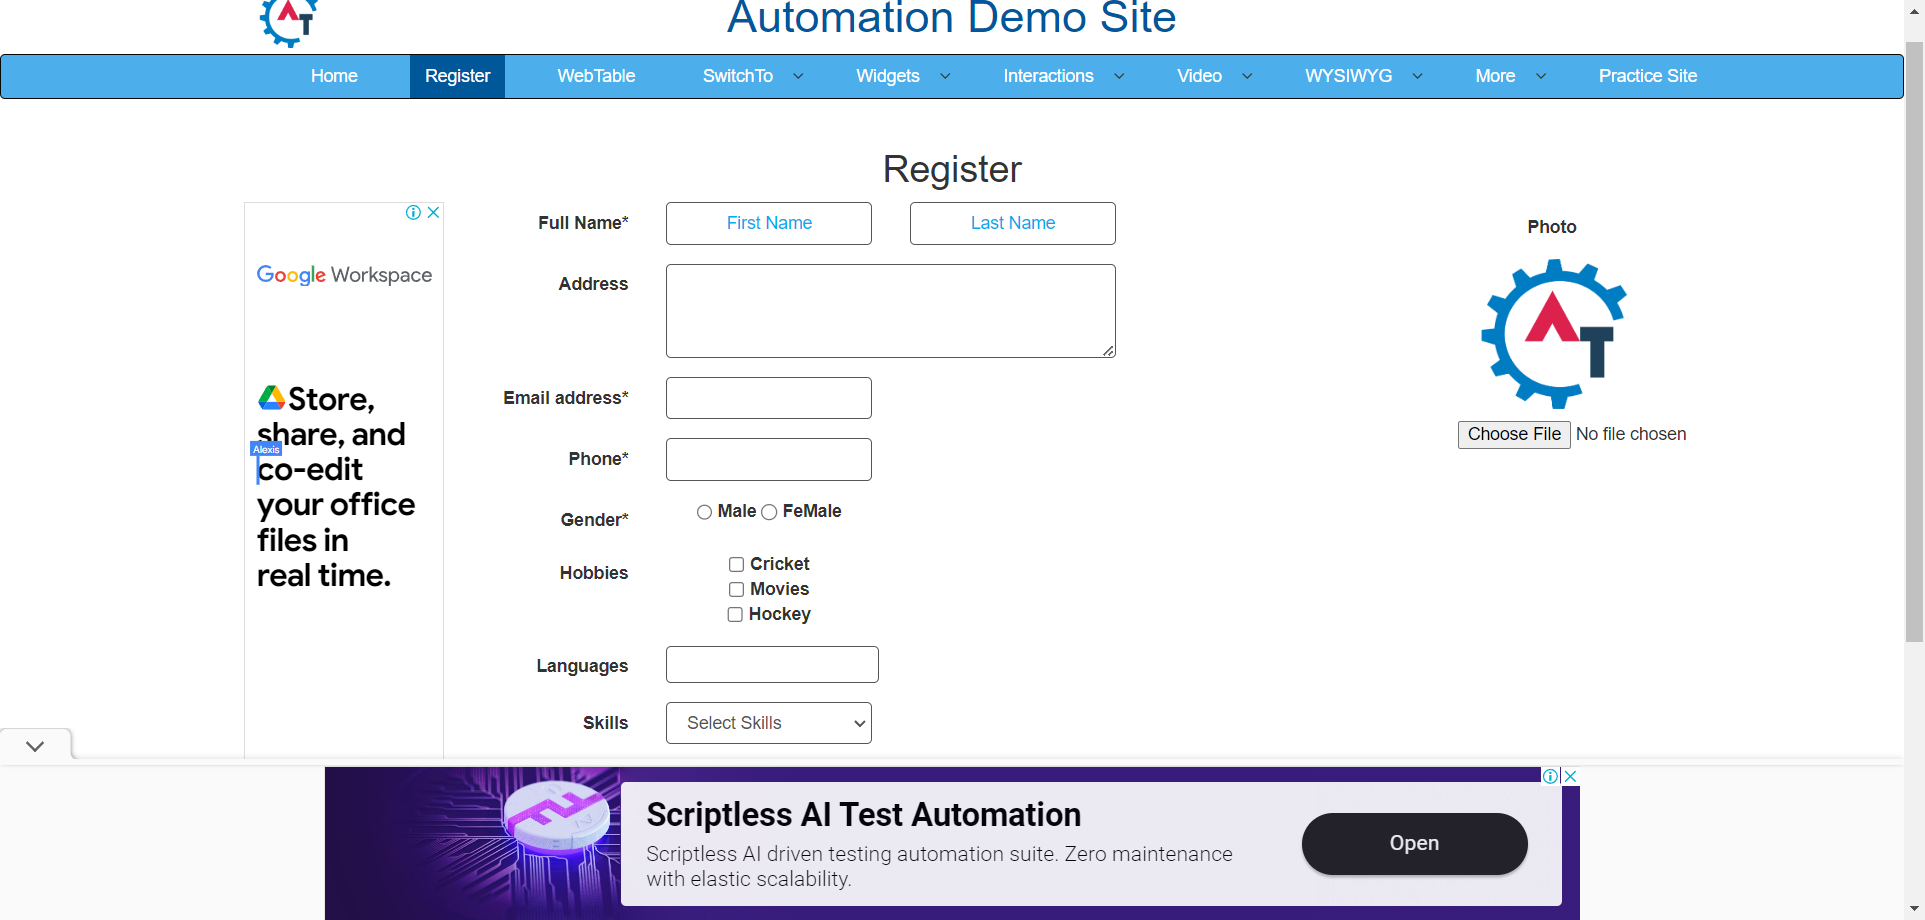 Automation Demo Site
Home Register WebTable SwitchTo Widgets Interactions Video WYSIWYG More Practice Site
Register
Full Name* First Name Last Name
Photo
Address
Email address*
Phone*
Choose File No file chosen
Gender* Male FeMale
Hobbies
Cricket
Movies
Hockey
Languages
Skills Select Skills
Google Workspace
Store,
share, and
Alexis
co-edit
your office
files in
real time.
AT
AT
Scriptless AI Test Automation
Scriptless AI driven testing automation suite. Zero maintenance
with elastic scalability.
Open